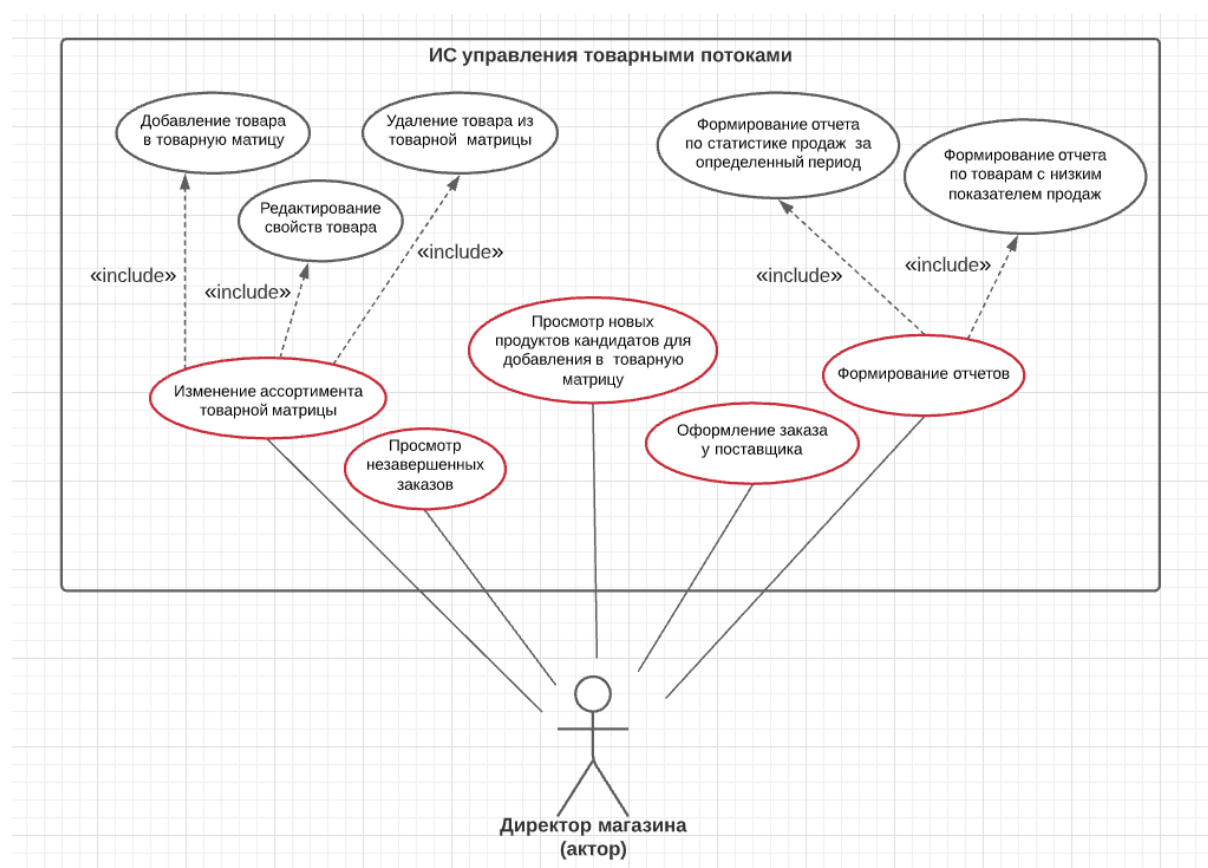 ИС управления товарными потоками
Добавление товара
в товарную матицу
Удаление товара из
товарной матрицы
Формирование отчета
по статистике продаж за
определенный период
Формирование отчета
по товарам с низким
показателем продаж
Редактирование
свойств товара
«include»
«include»
«include»
«include»
«include»
Просмотр новых
продуктов кандидатов для
добавления в товарную
матрицу
Формирование отчетов
Изменение ассортимента
товарной матрицы
Просмотр
незавершенных
заказов
Оформление заказа
у поставщика
Директор магазина
(актор)